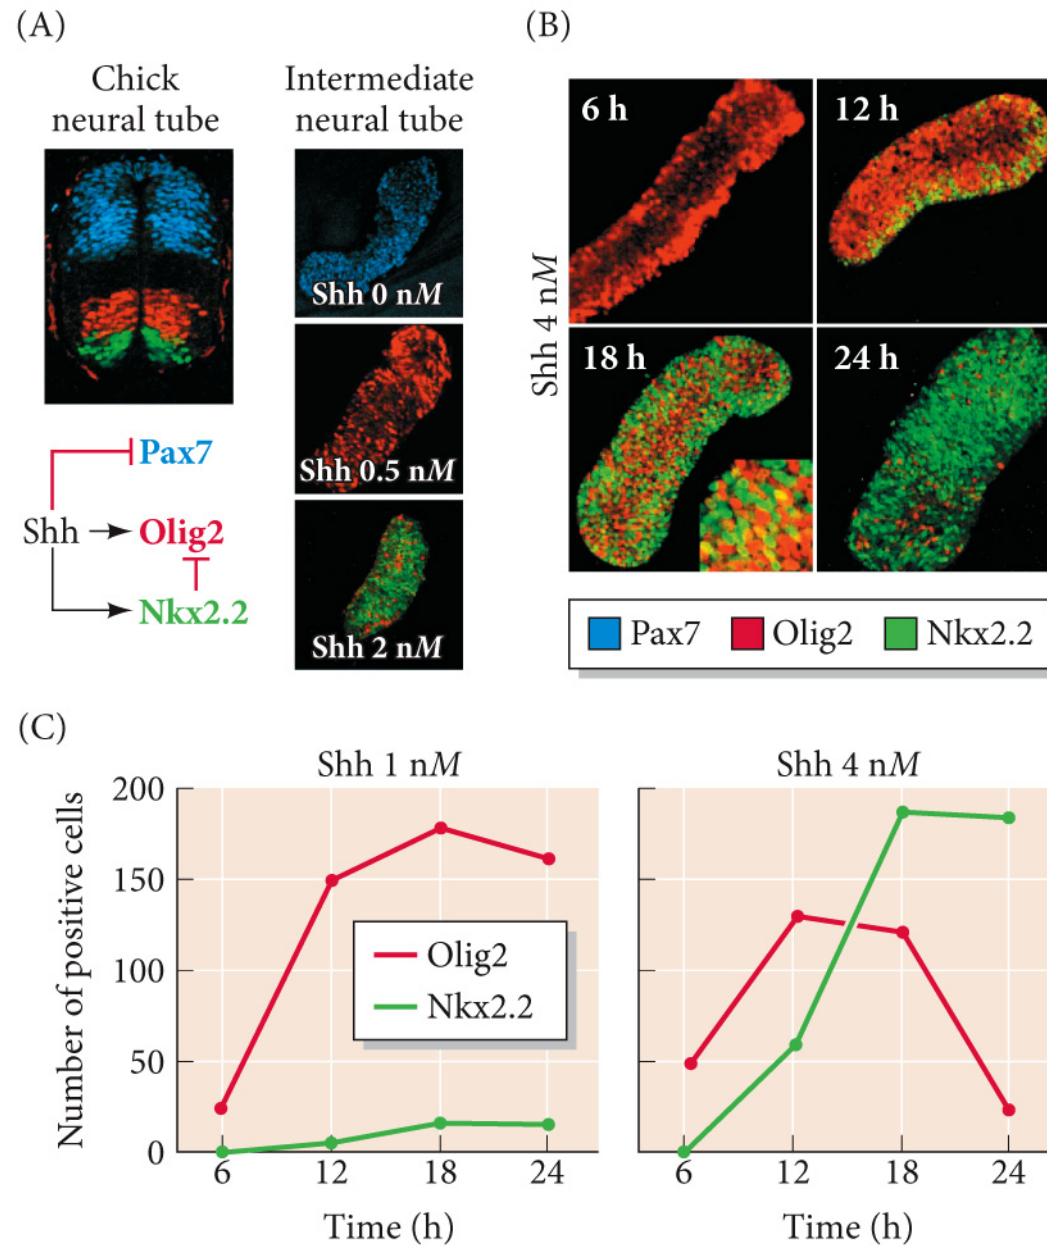 (A)
Chick
neural tube
Intermediate
neural tube
Shh 0 nM
Shh 0.5 nM
Shh 2 nM
Pax7
Shh
Olig2
Nkx2.2
(B)
Shh 4 nM
6 h
12 h
18 h
24 h
Pax7
Olig2
Nkx2.2
(C)
Number of positive cells
Shh 1 nM
200
150
100
50
0
Olig2
Nkx2.2
6
12
18
24
Time (h)
Shh 4 nM
6
12
18
24
Time (h)